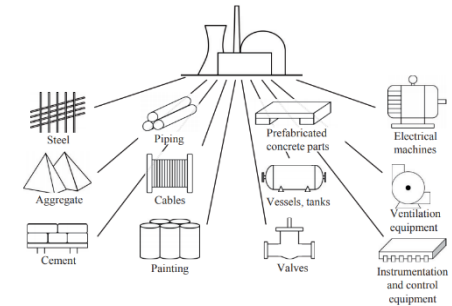 Steel
Piping
Prefabricated
concrete parts
Electrical
machines
Aggregate
Cables
Vessels, tanks
Ventilation
equipment
Cement
Painting
Valves
Instrumentation
and control
equipment